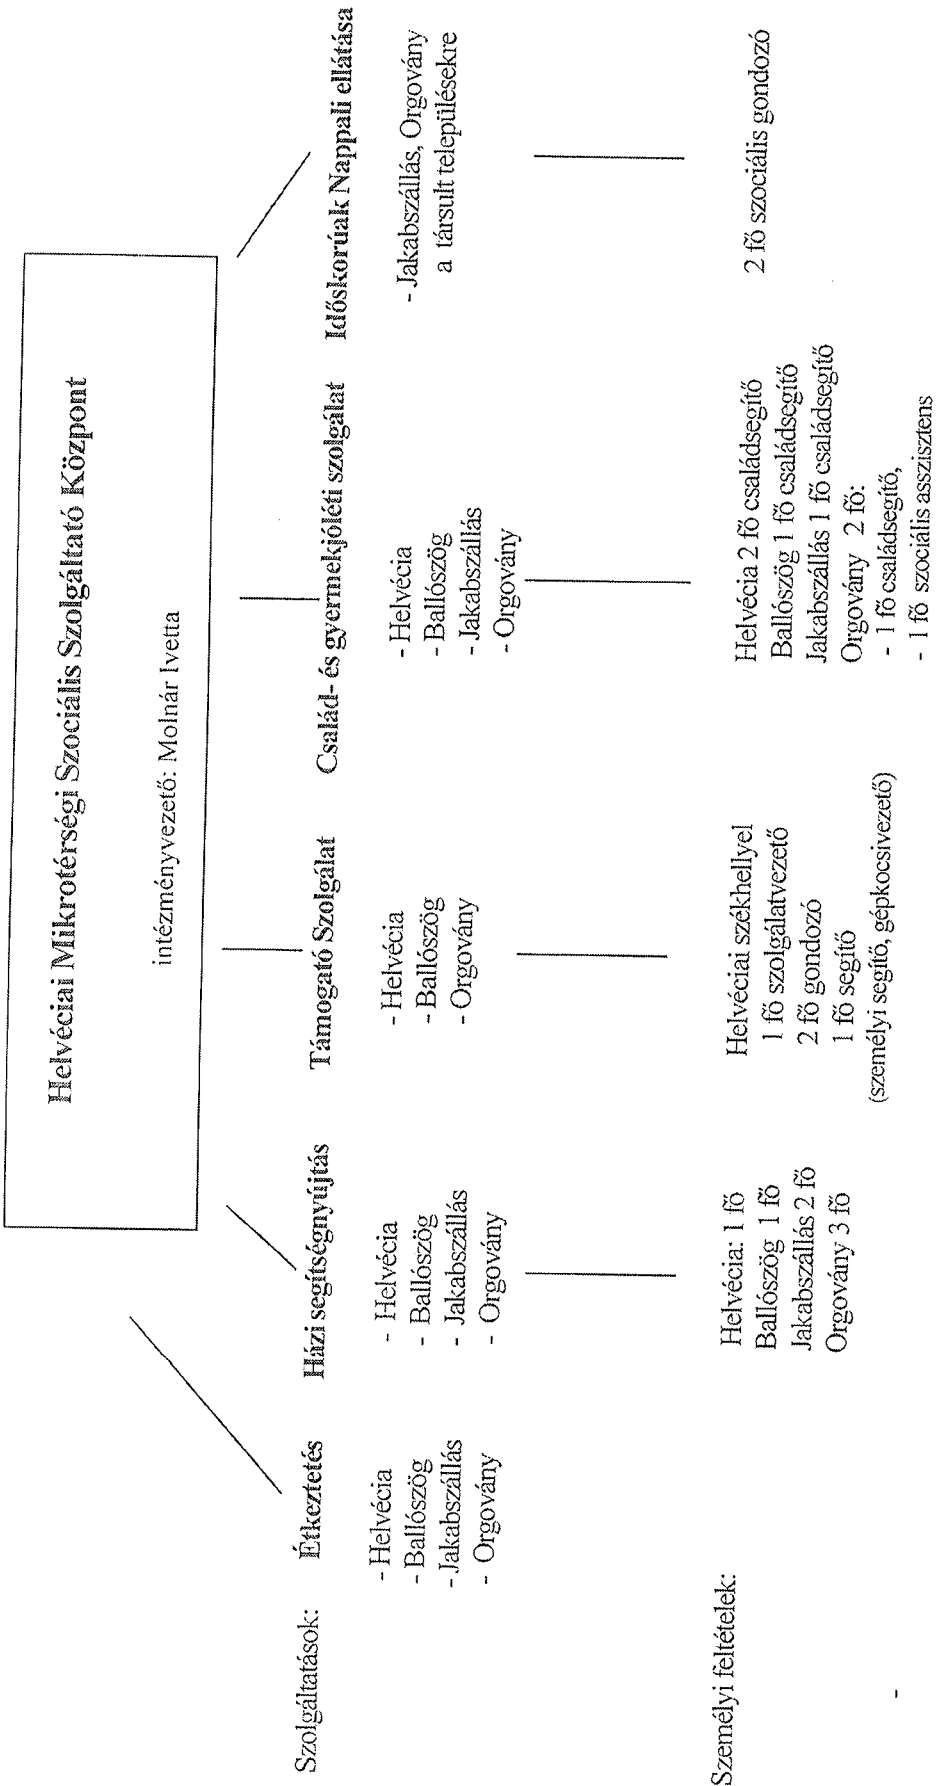 Helvéciai Mikrotérségi Szociális Szolgáltató Központ
intézményvezető: Molnár Ivetta
Szolgáltatások:
Étkeztetés
- Helvécia
- Ballószög
- Jakabszállás
- Orgovány
Házi segítségnyújtás
- Helvécia
- Ballószög
- Jakabszállás
- Orgovány
Támogató Szolgálat
- Helvécia
- Ballószög
- Orgovány
Család- és gyermekjóléti szolgálat
- Helvécia
- Ballószög
- Jakabszállás
- Orgovány
Időskorúak Nappali ellátása
- Jakabszállás, Orgovány
a társult településekre
Személyi feltételek:
-
Helvécia: 1 fő
Ballószög 1 fő
Jakabszállás 2 fő
Orgovány 3 fő
Helvéciai székhellyel
1 fő szolgálatvezető
2 fő gondozó
1 fő segítő
(személyi segítő, gépkocsivezető)
Helvécia 2 fő családsegítő
Ballószög 1 fő családsegítő
Jakabszállás 1 fő családsegítő
Orgovány 2 fő:
- 1 fő családsegítő,
- 1 fő szociális asszisztens
2 fő szociális gondozó